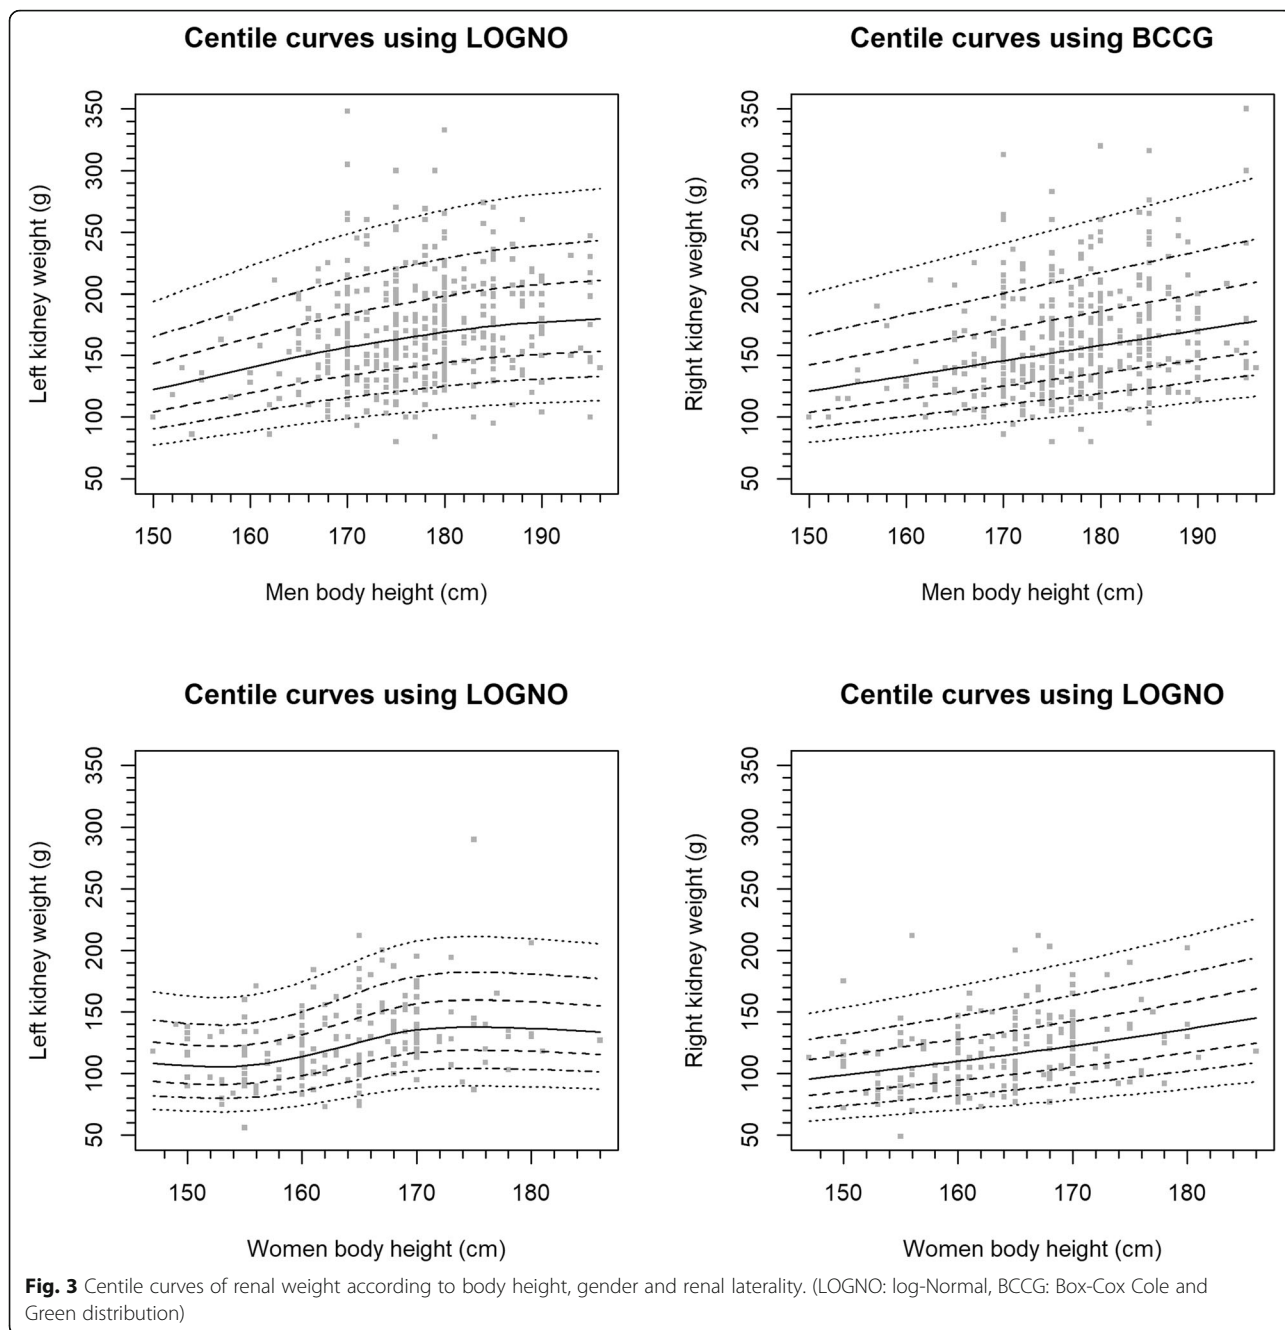 Centile curves using LOGNO
Left kidney weight (g)
350
300
250
200
150
100
50
150 160 170 180 190
Men body height (cm)
Centile curves using BCCG
Right kidney weight (g)
350
300
250
200
150
100
50
150 160 170 180 190
Men body height (cm)
Centile curves using LOGNO
Left kidney weight (g)
350
300
250
200
150
100
50
150 160 170 180
Women body height (cm)
Centile curves using LOGNO
Right kidney weight (g)
350
300
250
200
150
100
50
150 160 170 180
Women body height (cm)
Fig. 3 Centile curves of renal weight according to body height, gender and renal laterality. (LOGNO: log-Normal, BCCG: Box-Cox Cole and
Green distribution)